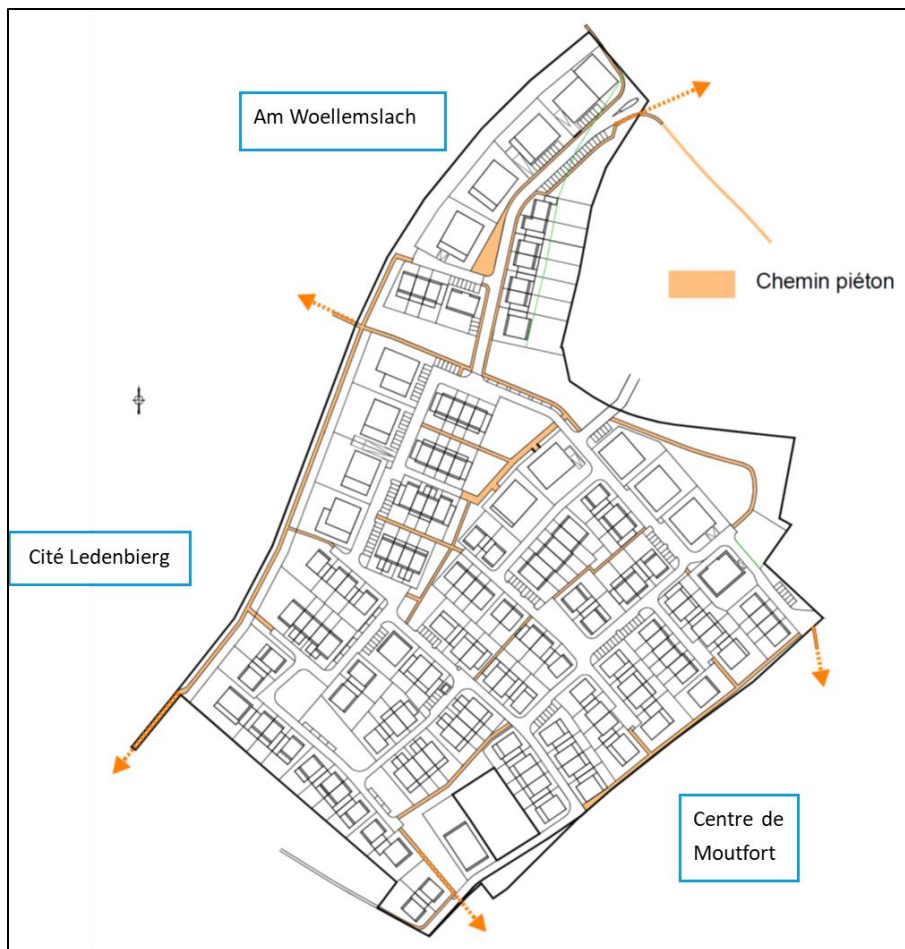 Am Woellemslach
Chemin piéton
Cité Ledenbierg
Centre de
Moutfort